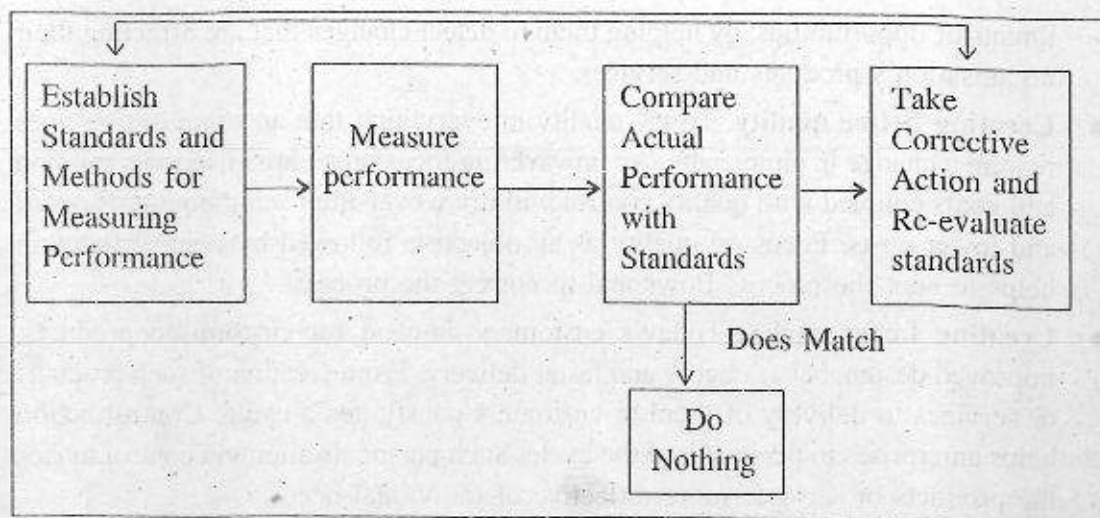 Establish
Standards and
Methods for
Measuring
Performance
Measure
performance
Compare
Actual
Performance
with
Standards
Take
Corrective
Action and
Re-evaluate
standards
Does Match
Do
Nothing